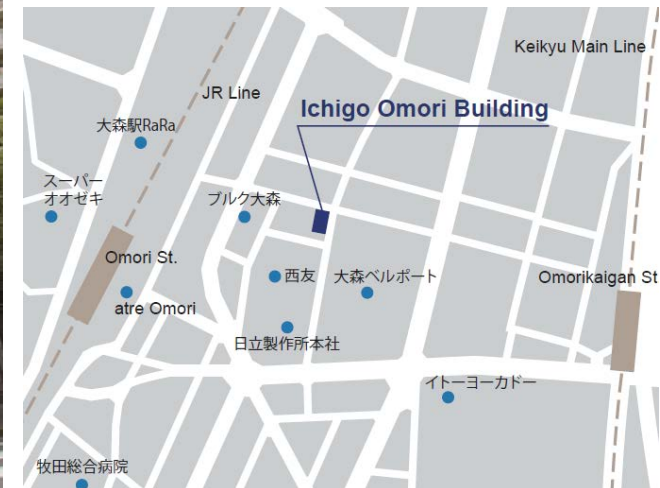 Keikyu Main Line
JR Line
Ichigo Omori Building
大森駅RaRa
スーパー
オオゼキ
ブルク大森
Omori St.
西友
大森ベルポート
Omorikaigan St
atre Omori
日立製作所本社
イトーヨーカドー
牧田総合病院